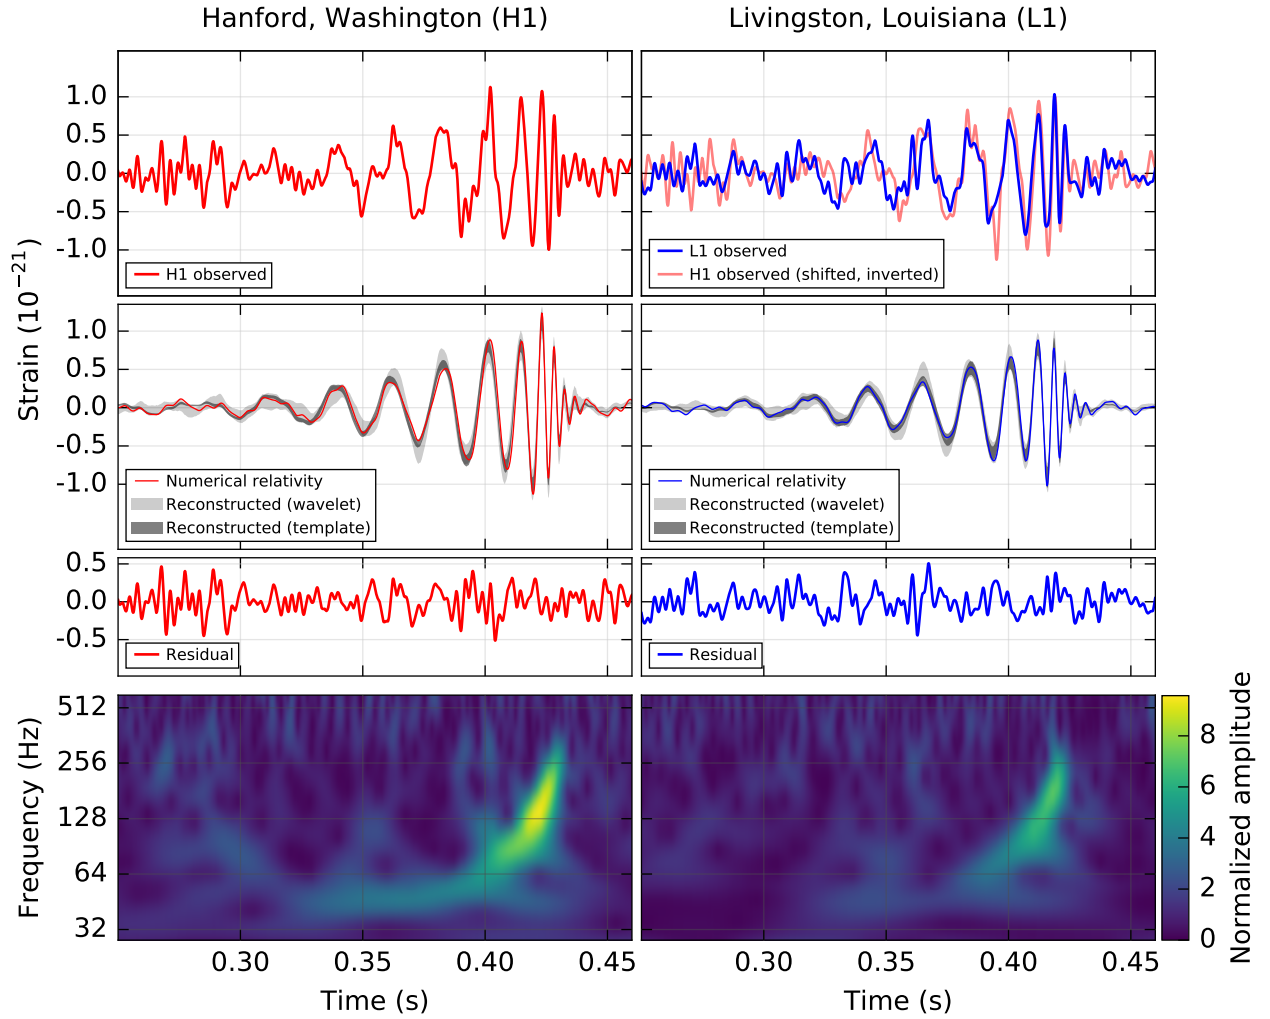 Hanford, Washington (H1)
Livingston, Louisiana (L1)
Strain (10⁻²¹)
1.0
0.5
0.0
-0.5
-1.0
H1 observed
L1 observed
H1 observed (shifted, inverted)
1.0
0.5
0.0
-0.5
-1.0
Numerical relativity
Reconstructed (wavelet)
Reconstructed (template)
Numerical relativity
Reconstructed (wavelet)
Reconstructed (template)
0.5
0.0
-0.5
Residual
Residual
Frequency (Hz)
512
256
128
64
32
0.30 0.35 0.40 0.45
0.30 0.35 0.40 0.45
Time (s)
Time (s)
8
6
4
2
0
Normalized amplitude